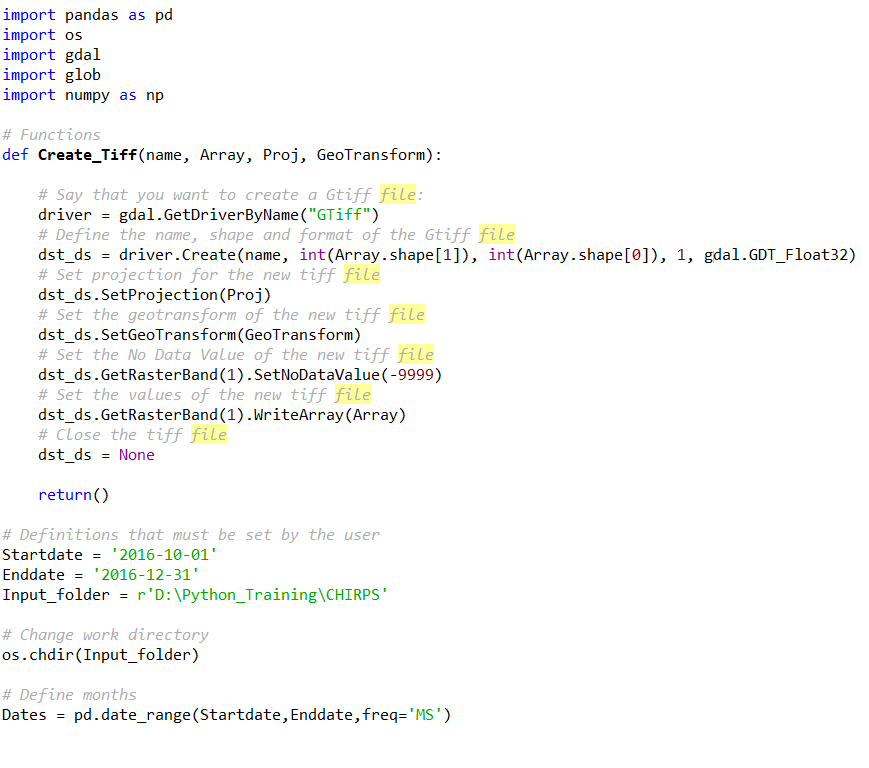 import pandas as pd
import os
import gdal
import glob
import numpy as np
# Functions
def Create_Tiff(name, Array, Proj, GeoTransform):
# Say that you want to create a Gtiff file:
driver = gdal.GetDriverByName("GTiff")
# Define the name, shape and format of the Gtiff file
dst_ds = driver.Create(name, int(Array.shape[1]), int(Array.shape[0]), 1, gdal.GDT_Float32)
# Set projection for the new tiff file
dst_ds.SetProjection(Proj)
# Set the geotransform of the new tiff file
dst_ds.SetGeoTransform(GeoTransform)
# Set the No Data Value of the new tiff file
dst_ds.GetRasterBand(1).SetNoDataValue(-9999)
# Set the values of the new tiff file
dst_ds.GetRasterBand(1).WriteArray(Array)
# Close the tiff file
dst_ds = None
return()
# Definitions that must be set by the user
Startdate = '2016-10-01'
Enddate = '2016-12-31'
Input_folder = r'D:\Python_Training\CHIRPS'
# Change work directory
os.chdir(Input_folder)
# Define months
Dates = pd.date_range(Startdate,Enddate,freq='MS')